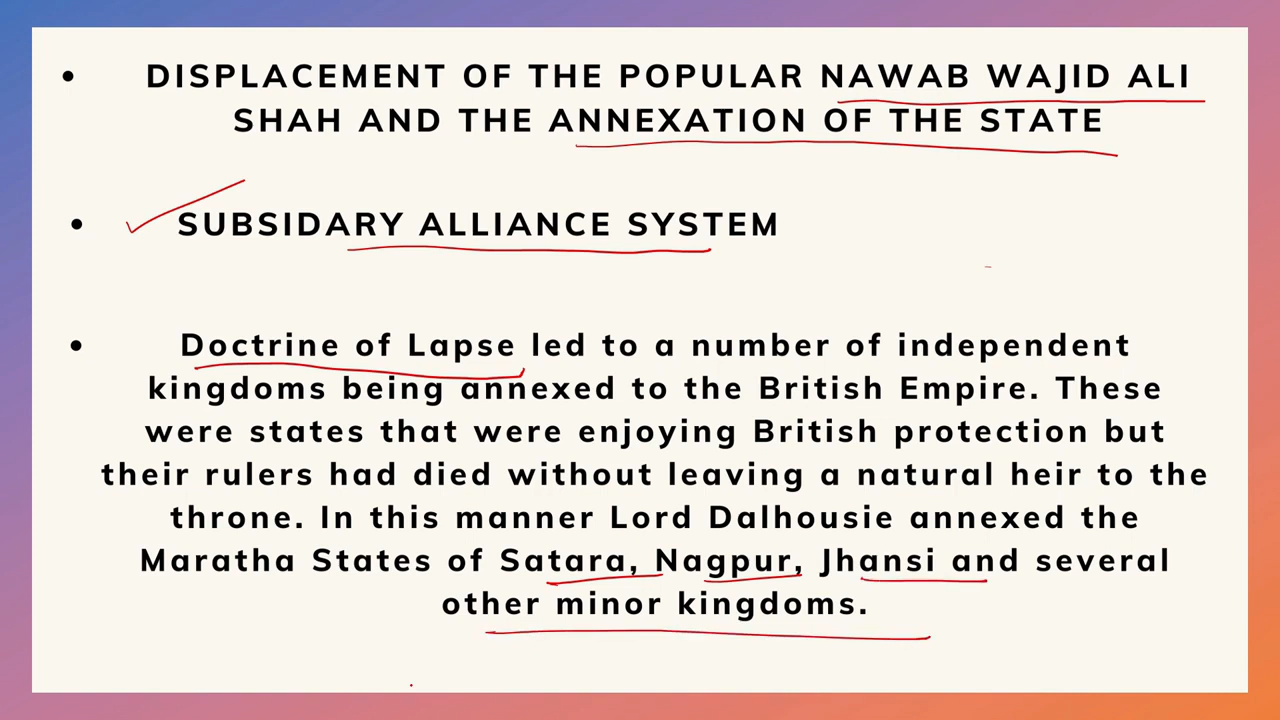 • DISPLACEMENT OF THE POPULAR NAWAB WAJID ALI
SHAH AND THE ANNEXATION OF THE STATE
• SUBSIDARY ALLIANCE SYSTEM
• Doctrine of Lapse led to a number of independent
kingdoms being annexed to the British Empire. These
were states that were enjoying British protection but
their rulers had died without leaving a natural heir to the
throne. In this manner Lord Dalhousie annexed the
Maratha States of Satara, Nagpur, Jhansi and several
other minor kingdoms.